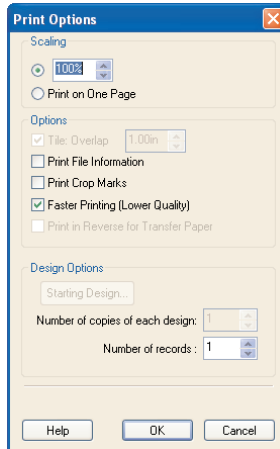 Print Options
Scaling
100%
Print on One Page
Options
Tile: Overlap 1.00in
Print File Information
Print Crop Marks
Faster Printing (Lower Quality)
Print in Reverse for Transfer Paper
Design Options
Starting Design...
Number of copies of each design: 1
Number of records : 1
Help OK Cancel